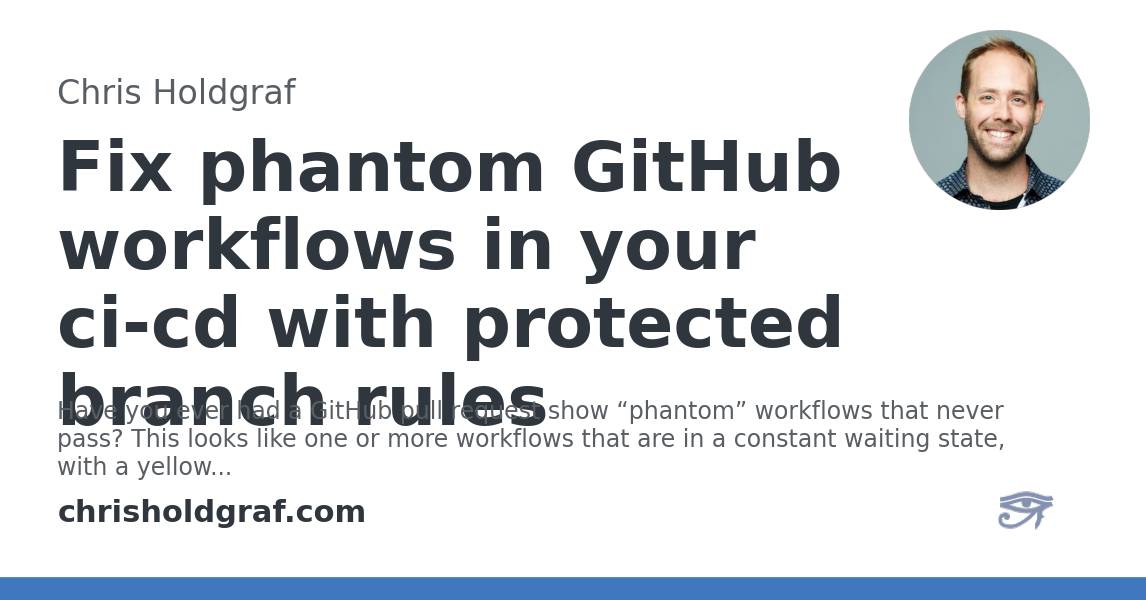 Chris Holdgraf
Fix phantom GitHub
workflows in your
ci-cd with protected
branch rules
Have you ever had a GitHub pull request show “phantom” workflows that never
pass? This looks like one or more workflows that are in a constant waiting state,
with a yellow...
chrisholdgraf.com